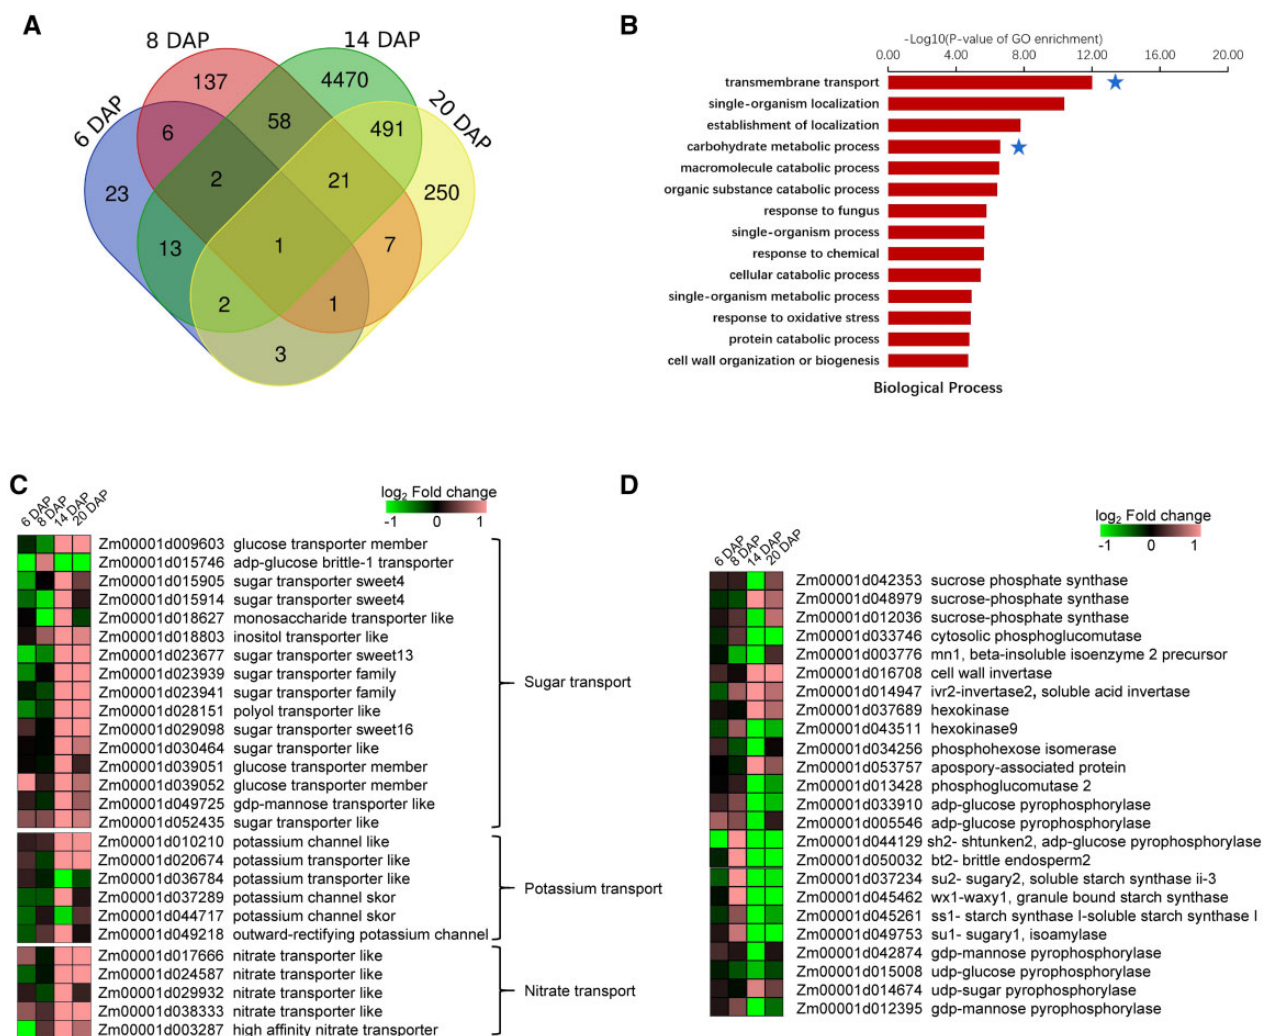 A
8 DAP
14 DAP
6 DAP
20 DAP
137
4470
6
58
491
23
2
21
250
13
1
7
2
1
3
B
-Log10(P-value of GO enrichment)
0.00 4.00 8.00 12.00 16.00 20.00
transmembrane transport
single-organism localization
establishment of localization
carbohydrate metabolic process
macromolecule catabolic process
organic substance catabolic process
response to fungus
single-organism process
response to chemical
cellular catabolic process
single-organism metabolic process
response to oxidative stress
protein catabolic process
cell wall organization or biogenesis
Biological Process
C
log2 Fold change
-1 0 1
6 DAP 8 DAP 14 DAP 20 DAP
Zm00001d009603 glucose transporter member
Zm00001d015746 adp-glucose brittle-1 transporter
Zm00001d015905 sugar transporter sweet4
Zm00001d015914 sugar transporter sweet4
Zm00001d018627 monosaccharide transporter like
Zm00001d018803 inositol transporter like
Zm00001d023677 sugar transporter sweet13
Zm00001d023939 sugar transporter family
Zm00001d023941 sugar transporter family
Zm00001d028151 polyol transporter like
Zm00001d029098 sugar transporter sweet16
Zm00001d030464 sugar transporter like
Zm00001d039051 glucose transporter member
Zm00001d039052 glucose transporter member
Zm00001d049725 gdp-mannose transporter like
Zm00001d052435 sugar transporter like
Sugar transport
Zm00001d010210 potassium channel like
Zm00001d020674 potassium transporter like
Zm00001d036784 potassium transporter like
Zm00001d037289 potassium channel skor
Zm00001d044717 potassium channel skor
Zm00001d049218 outward-rectifying potassium channel
Potassium transport
Zm00001d017666 nitrate transporter like
Zm00001d024587 nitrate transporter like
Zm00001d029932 nitrate transporter like
Zm00001d038333 nitrate transporter like
Zm00001d003287 high affinity nitrate transporter
Nitrate transport
D
log2 Fold change
-1 0 1
6 DAP 8 DAP 14 DAP 20 DAP
Zm00001d042353 sucrose phosphate synthase
Zm00001d048979 sucrose-phosphate synthase
Zm00001d012036 sucrose-phosphate synthase
Zm00001d033746 cytosolic phosphoglucomutase
Zm00001d003776 mn1, beta-insoluble isoenzyme 2 precursor
Zm00001d016708 cell wall invertase
Zm00001d014947 ivr2-invertase2, soluble acid invertase
Zm00001d037689 hexokinase
Zm00001d043511 hexokinase9
Zm00001d034256 phosphohexose isomerase
Zm00001d053757 apospory-associated protein
Zm00001d013428 phosphoglucomutase 2
Zm00001d033910 adp-glucose pyrophosphorylase
Zm00001d005546 adp-glucose pyrophosphorylase
Zm00001d044129 sh2- shtunken2, adp-glucose pyrophosphorylase
Zm00001d050032 bt2- brittle endosperm2
Zm00001d037234 su2- sugary2, soluble starch synthase ii-3
Zm00001d045462 wx1-waxy1, granule bound starch synthase
Zm00001d045261 ss1- starch synthase I-soluble starch synthase I
Zm00001d049753 su1- sugary1, isoamylase
Zm00001d042874 gdp-mannose pyrophosphorylase
Zm00001d015008 udp-glucose pyrophosphorylase
Zm00001d014674 udp-sugar pyrophosphorylase
Zm00001d012395 gdp-mannose pyrophosphorylase